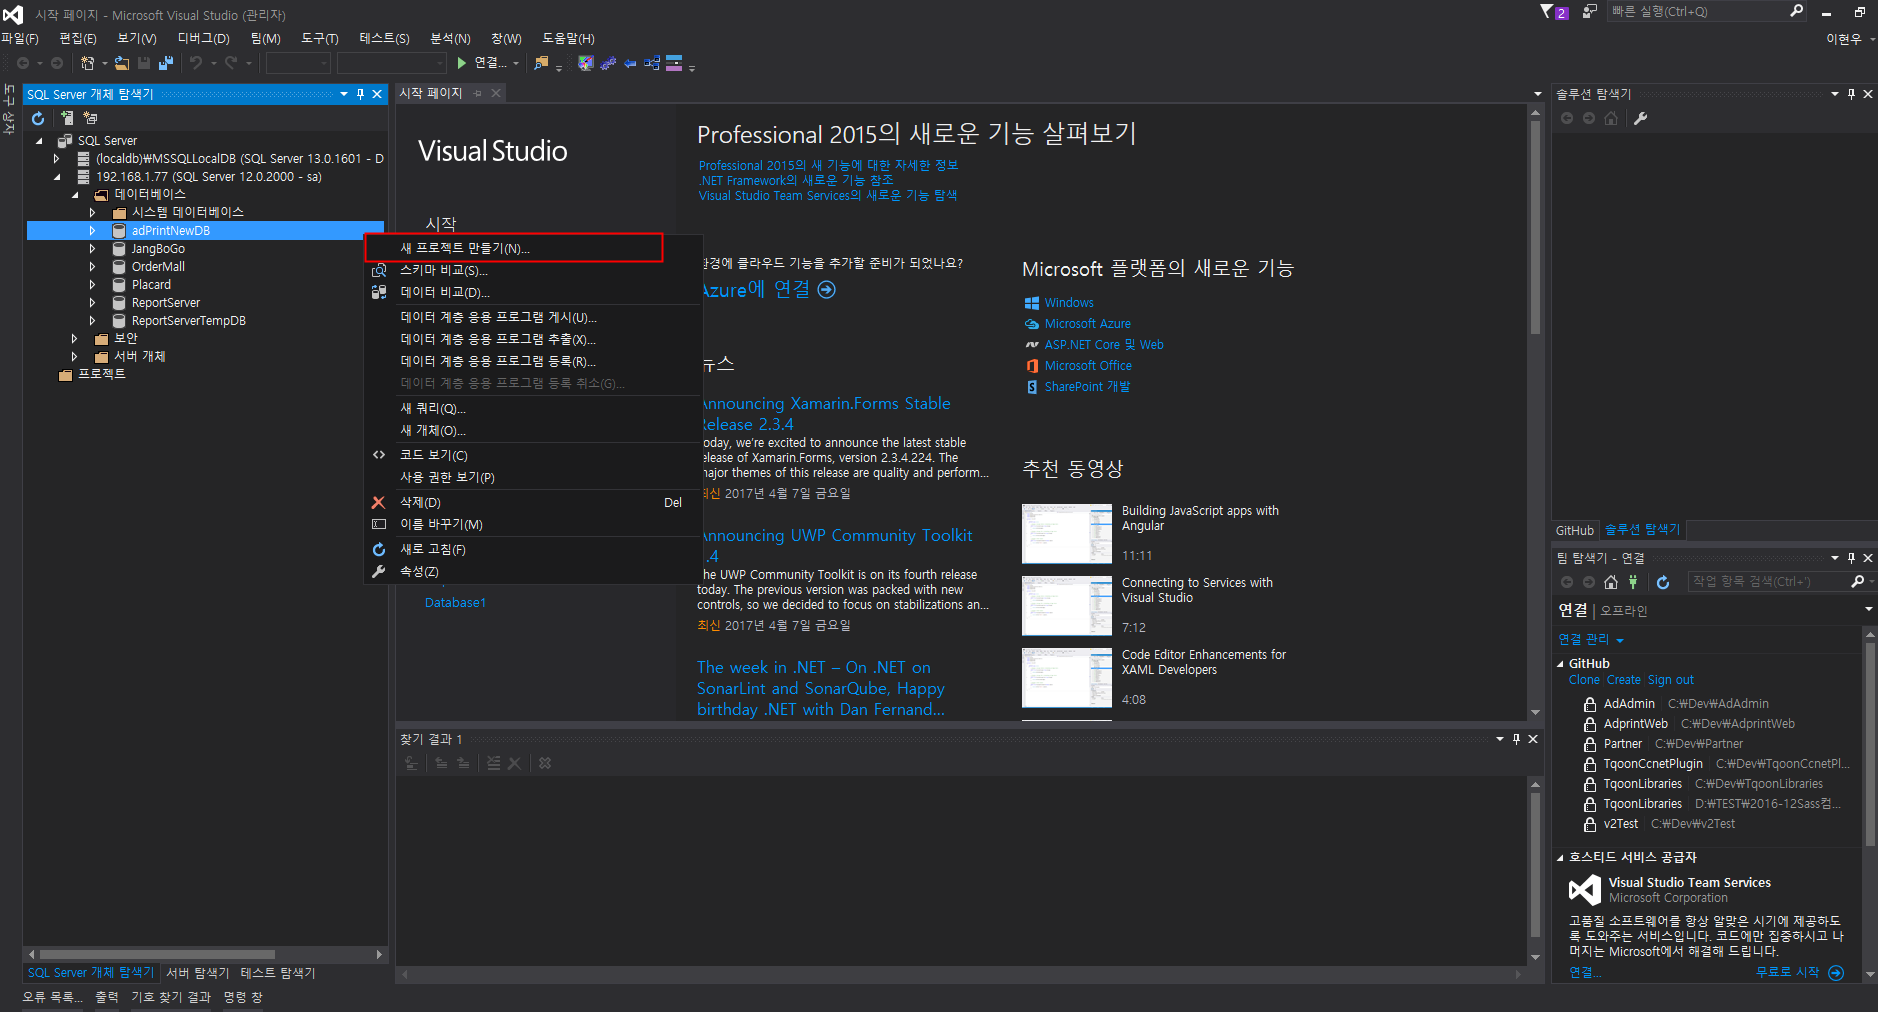 시작 페이지 - Microsoft Visual Studio (관리자)
2
빠른 실행(Ctrl+Q)
파일(F) 편집(E) 보기(V) 디버그(D) 팀(M) 도구(T) 테스트(S) 분석(N) 창(W) 도움말(H)
이현우
연결...
도구 상자
SQL Server 개체 탐색기
SQL Server
(localdb)₩MSSQLLocalDB (SQL Server 13.0.1601 - D
192.168.1.77 (SQL Server 12.0.2000 - sa)
데이터베이스
시스템 데이터베이스
adPrintNewDB
JangBoGo
OrderMall
Placard
ReportServer
ReportServerTempDB
보안
서버 개체
프로젝트
새 프로젝트 만들기(N)...
스키마 비교(S)...
데이터 비교(D)...
데이터 계층 응용 프로그램 게시(U)...
데이터 계층 응용 프로그램 추출(X)...
데이터 계층 응용 프로그램 등록(R)...
데이터 계층 응용 프로그램 등록 취소(G)...
새 쿼리(Q)...
새 개체(O)...
코드 보기(C)
사용 권한 보기(P)
삭제(D) Del
이름 바꾸기(M)
새로 고침(F)
속성(Z)
SQL Server 개체 탐색기 서버 탐색기 테스트 탐색기
오류 목록... 출력 기호 찾기 결과 명령 창
시작 페이지
Visual Studio
시작
Database1
Professional 2015의 새로운 기능 살펴보기
Professional 2015의 새 기능에 대한 자세한 정보
.NET Framework의 새로운 기능 참조
Visual Studio Team Services의 새로운 기능 탐색
환경에 클라우드 기능을 추가할 준비가 되었나요?
Azure에 연결
뉴스
Announcing Xamarin.Forms Stable
Release 2.3.4
Today, we're excited to announce the latest stable
release of Xamarin.Forms, version 2.3.4.224. The
major themes of this release are quality and perform...
최신 2017년 4월 7일 금요일
Announcing UWP Community Toolkit
.4
The UWP Community Toolkit is on its fourth release
today. The previous version was packed with new
controls, so we decided to focus on stabilizations an...
최신 2017년 4월 7일 금요일
The week in .NET – On .NET on
SonarLint and SonarQube, Happy
birthday .NET with Dan Fernand...
Microsoft 플랫폼의 새로운 기능
Windows
Microsoft Azure
ASP.NET Core 및 Web
Microsoft Office
SharePoint 개발
추천 동영상
Building JavaScript apps with
Angular
11:11
Connecting to Services with
Visual Studio
7:12
Code Editor Enhancements for
XAML Developers
4:08
찾기 결과 1
솔루션 탐색기
GitHub 솔루션 탐색기
팀 탐색기 - 연결
작업 항목 검색(Ctrl+')
연결 | 오프라인
연결 관리
GitHub
Clone Create Sign out
AdAdmin C:₩Dev₩AdAdmin
AdprintWeb C:₩Dev₩AdprintWeb
Partner C:₩Dev₩Partner
TqoonCcnetPlugin C:₩Dev₩TqoonCcnetPl...
TqoonLibraries C:₩Dev₩TqoonLibraries
TqoonLibraries D:₩TEST₩2016-12Sass컴...
v2Test C:₩Dev₩v2Test
호스티드 서비스 공급자
Visual Studio Team Services
Microsoft Corporation
고품질 소프트웨어를 항상 알맞은 시기에 제공하도
록 도와주는 서비스입니다. 코드에만 집중하시고 나
머지는 Microsoft에서 해결해 드립니다.
연결... 무료로 시작